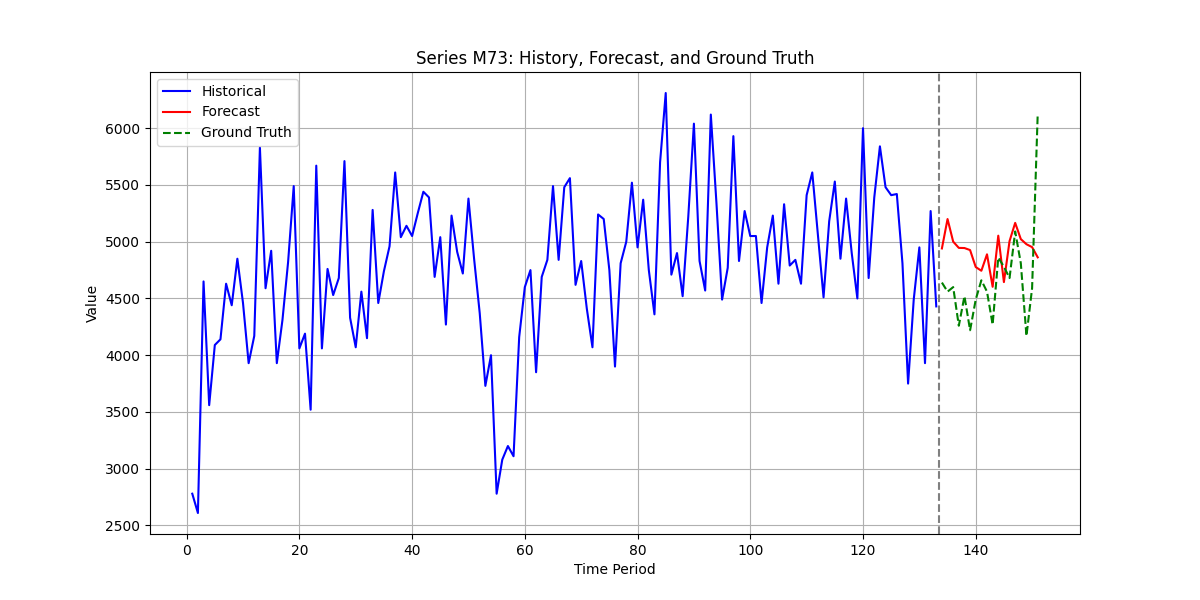 Series M73: History, Forecast, and Ground Truth
Historical
Forecast
Ground Truth
Value
6000
5500
5000
4500
4000
3500
3000
2500
0 20 40 60 80 100 120 140
Time Period